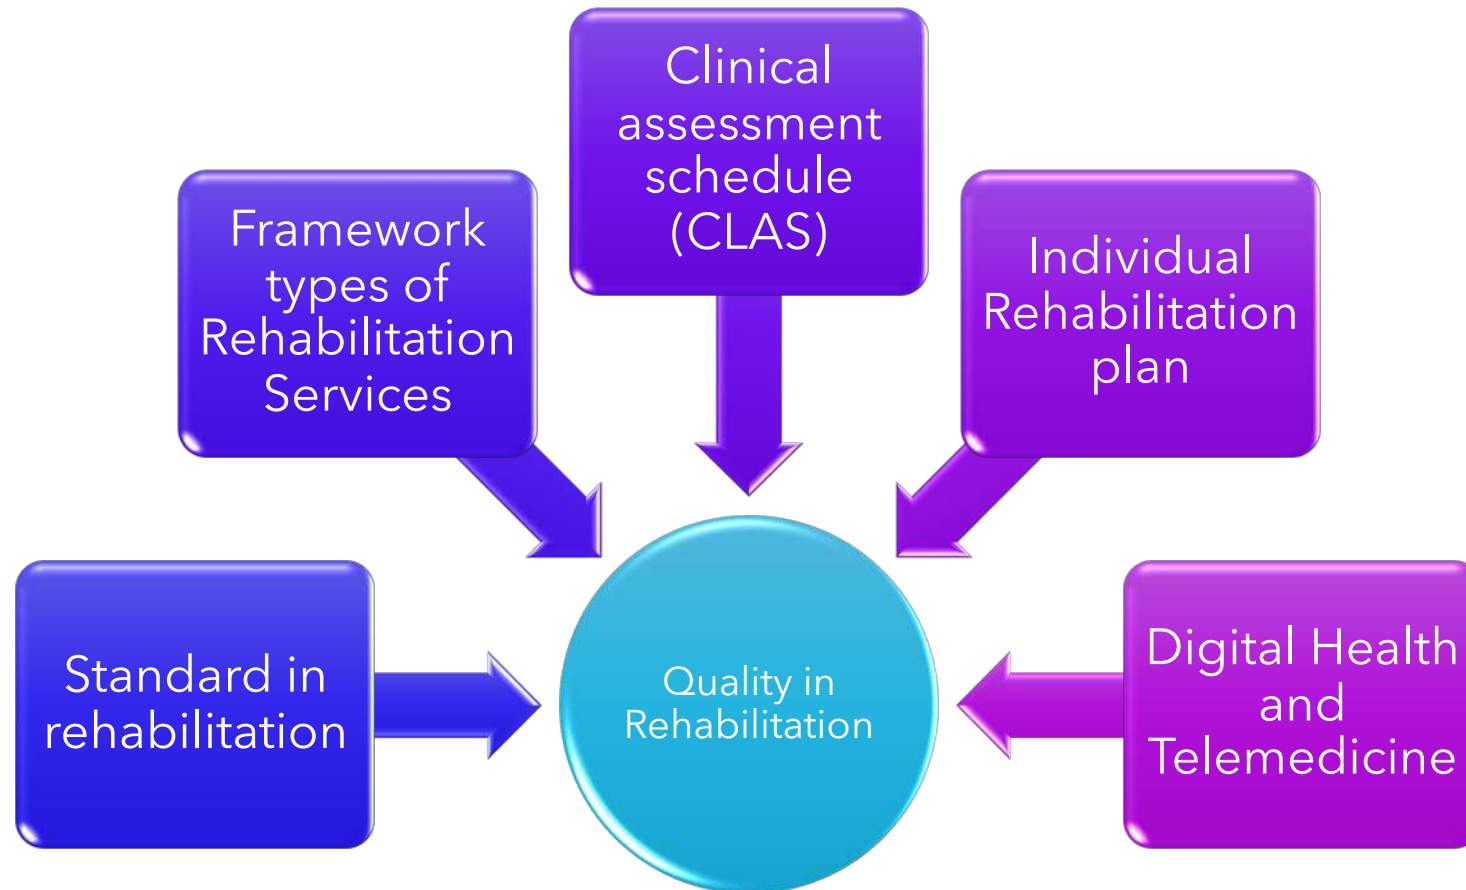 Clinical
assessment
schedule
(CLAS)
Framework
types of
Rehabilitation
Services
Individual
Rehabilitation
plan
Standard in
rehabilitation
Quality in
Rehabilitation
Digital Health
and
Telemedicine